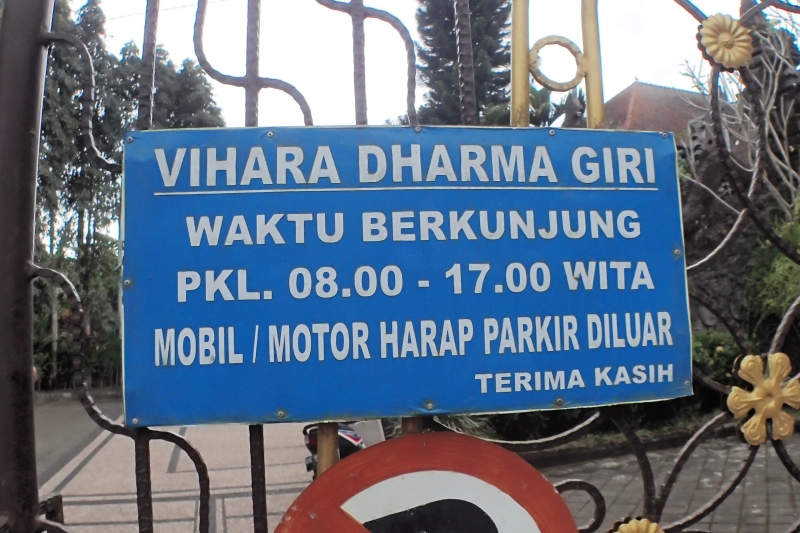 VIHARA DHARMA GIRI
WAKTU BERKUNJUNG
PKL. 08.00 - 17.00 WITA
MOBIL / MOTOR HARAP PARKIR DILUAR
TERIMA KASIH